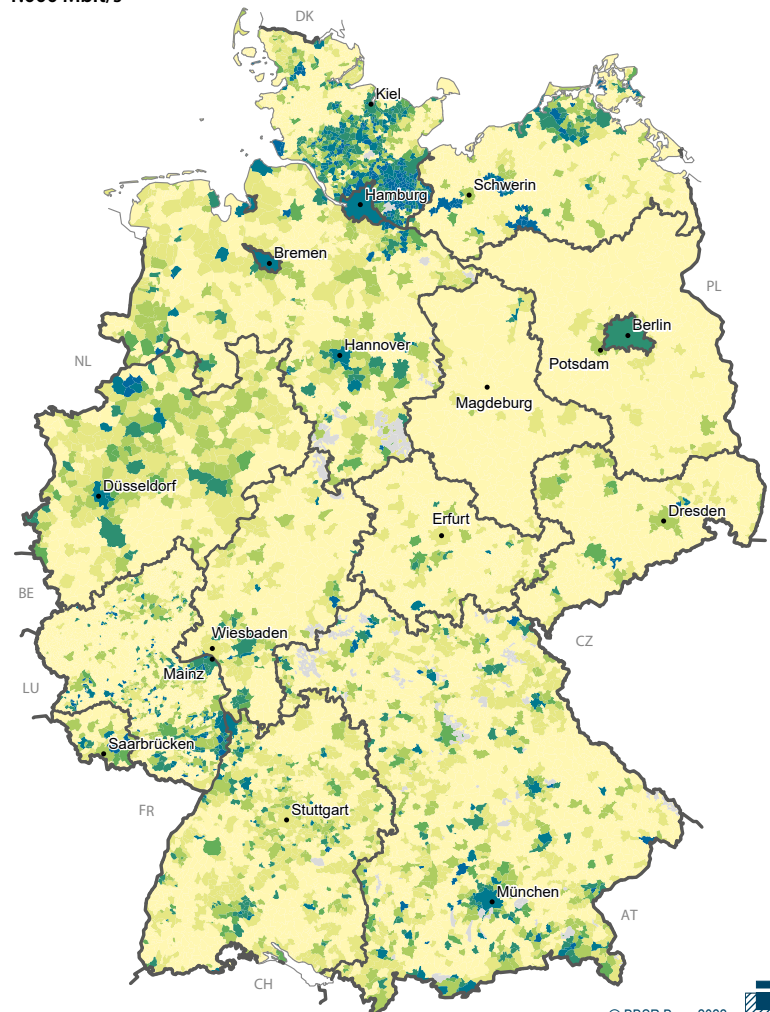 DK
Kiel
Schwerin
Hamburg
Bremen
PL
Berlin
Hannover
Potsdam
NL
Magdeburg
Düsseldorf
Dresden
Erfurt
BE
Wiesbaden
CZ
Mainz
LU
Saarbrücken
FR
Stuttgart
München
AT
CH